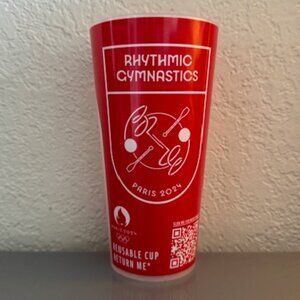 RHYTHMIC
GYMNASTICS
PARIS 2024
REUSABLE CUP
RETURN ME*